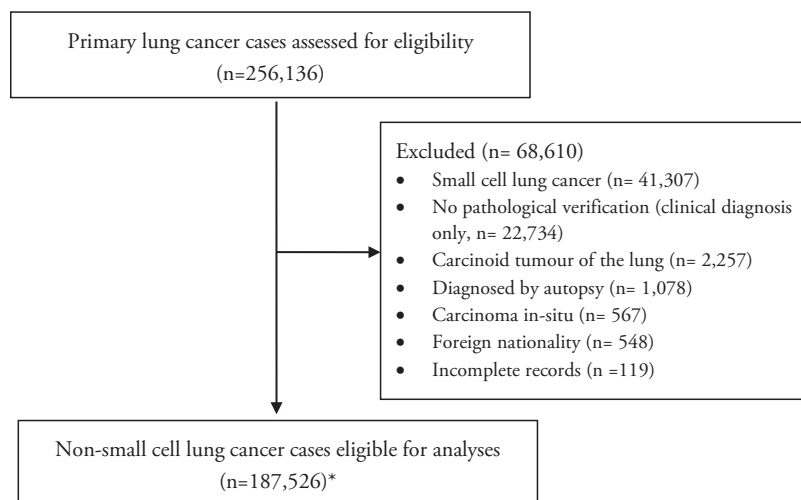 Primary lung cancer cases assessed for eligibility
(n=256,136)
Excluded (n= 68,610)
• Small cell lung cancer (n= 41,307)
• No pathological verification (clinical diagnosis
only, n= 22,734)
• Carcinoid tumour of the lung (n= 2,257)
• Diagnosed by autopsy (n= 1,078)
• Carcinoma in-situ (n= 567)
• Foreign nationality (n= 548)
• Incomplete records (n =119)
Non-small cell lung cancer cases eligible for analyses
(n=187,526)*